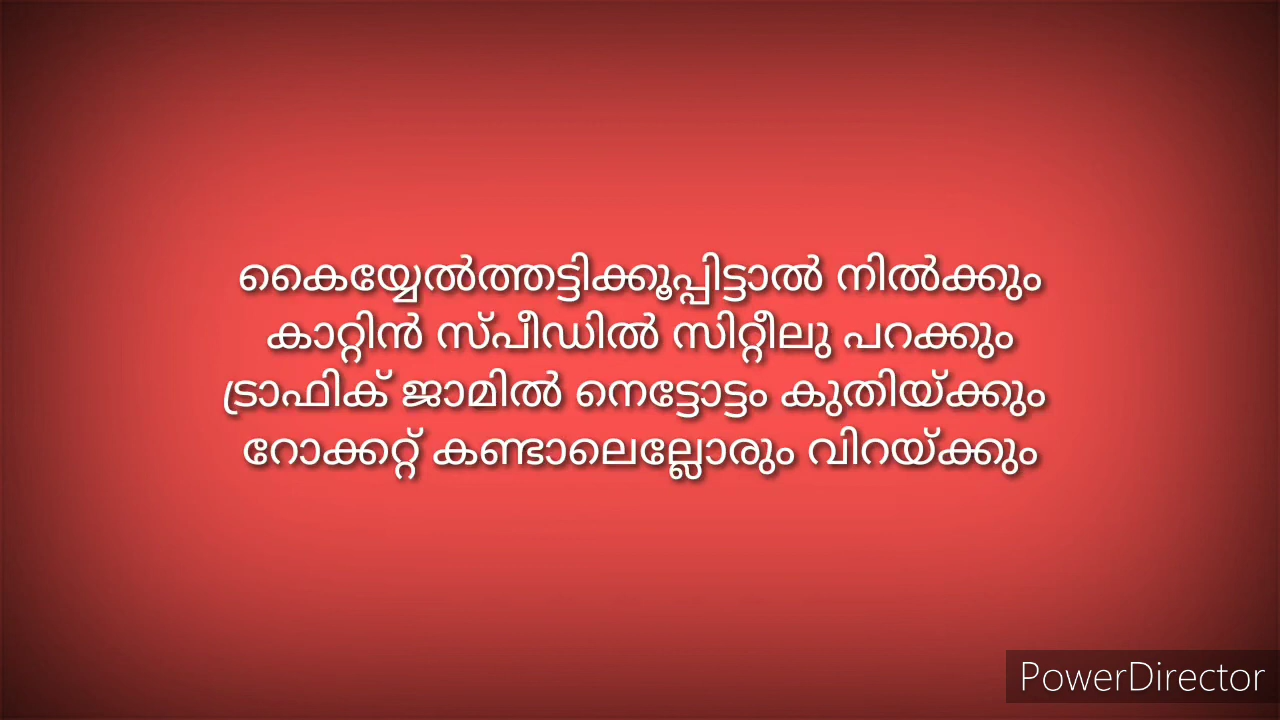 കൈയ്യേൽത്തട്ടിക്കൂപ്പിട്ടാൽ നിൽക്കും
കാറ്റിൻ സ്പീഡിൽ സിറ്റീലു പറക്കും
ട്രാഫിക് ജാമിൽ നെട്ടോട്ടം കുതിയ്ക്കും
റോക്കറ്റ് കണ്ടാലെല്ലോരും വിറയ്ക്കും
PowerDirector